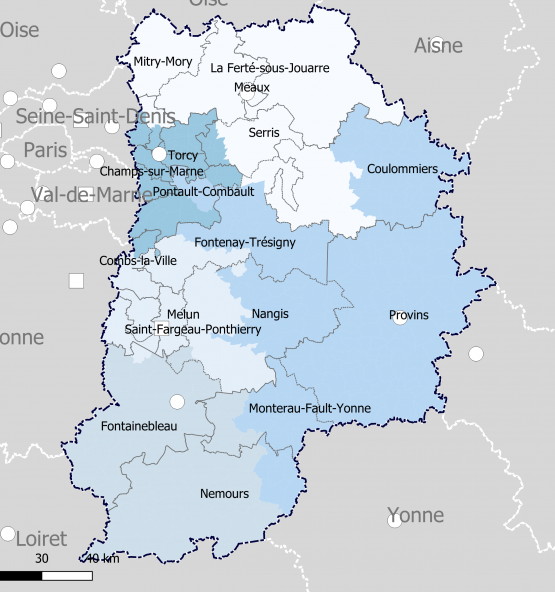 Oise
Oise
Aisne
Mitry-Mory
La Ferté-sous-Jouarre
Meaux
Seine-Saint-Denis
Serris
Paris
Torcy
Champs-sur-Marne
Coulommiers
Val-de-Marne
Pontault-Combault
Fontenay-Trésigny
Combs-la-Ville
Melun
Nangis
Provins
Saint-Fargeau-Ponthierry
onne
Monterau-Fault-Yonne
Fontainebleau
Nemours
Yonne
Loiret
30 40 km